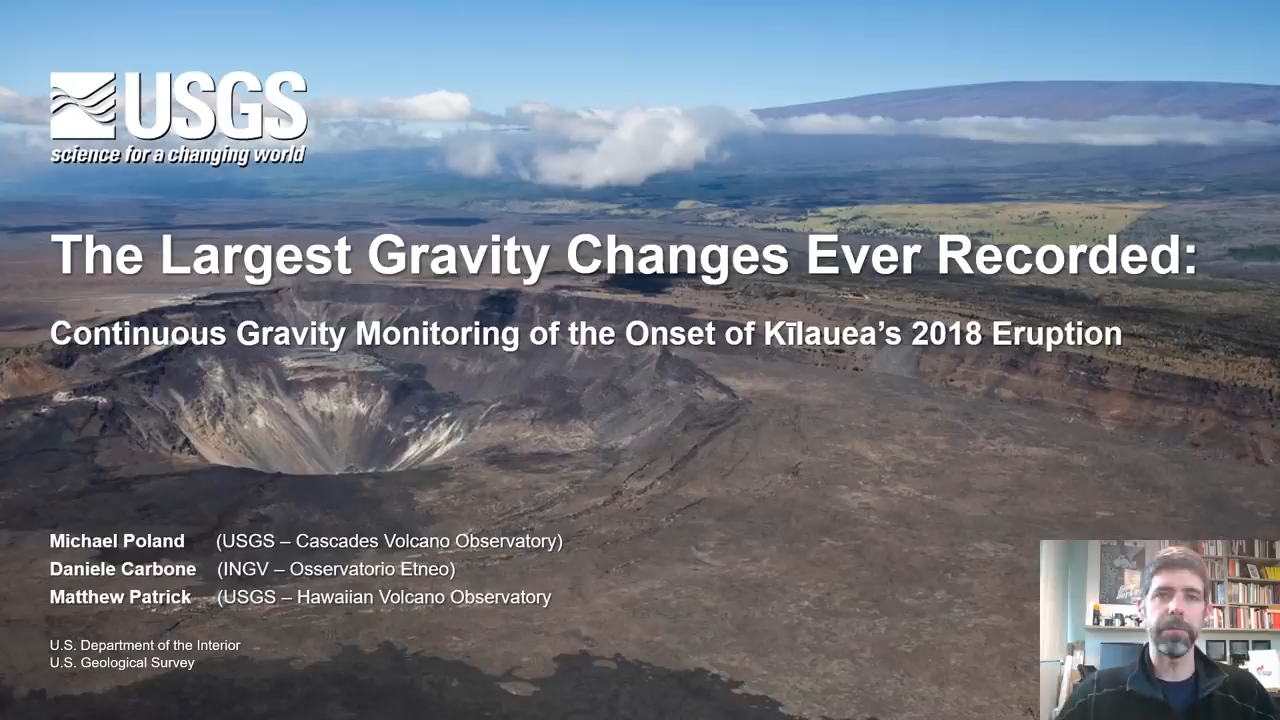 USGS
science for a changing world
The Largest Gravity Changes Ever Recorded:
Continuous Gravity Monitoring of the Onset of Kīlauea’s 2018 Eruption
Michael Poland (USGS – Cascades Volcano Observatory)
Daniele Carbone (INGV – Osservatorio Etneo)
Matthew Patrick (USGS – Hawaiian Volcano Observatory
U.S. Department of the Interior
U.S. Geological Survey